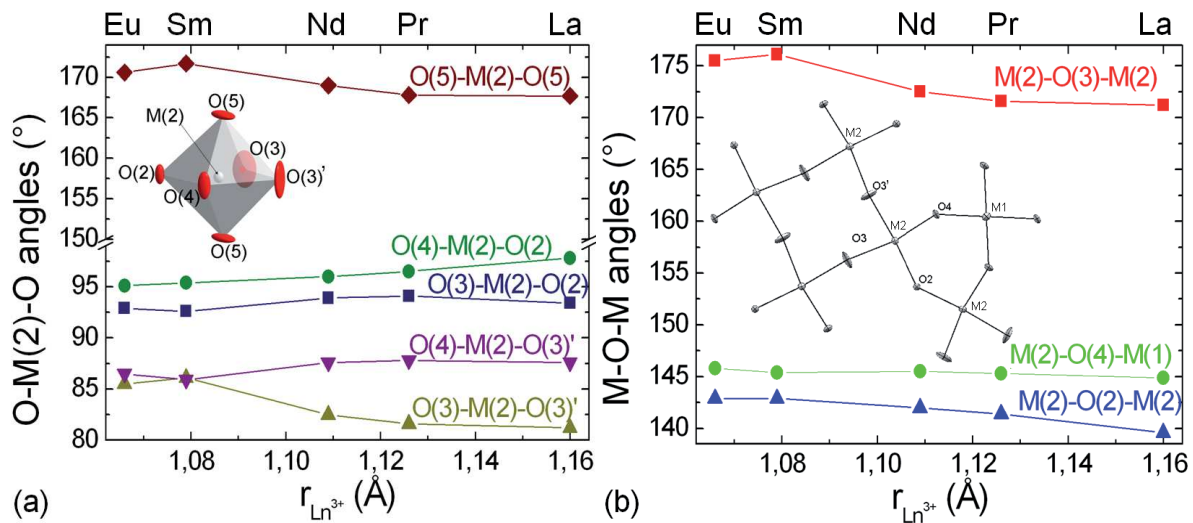 Eu Sm Nd Pr La
170
165
160
155
150
95
90
85
80
O-M(2)-O angles (°)
O(5)-M(2)-O(5)
O(5)
M(2)
O(3)
O(2)
O(3)'
O(4)
O(5)
O(4)-M(2)-O(2)
O(3)-M(2)-O(2)
O(4)-M(2)-O(3)'
O(3)-M(2)-O(3)'
1,08 1,10 1,12 1,14 1,16
(a) rLn³⁺ (Å)
Eu Sm Nd Pr La
175
170
165
160
155
150
145
140
M-O-M angles (°)
M(2)-O(3)-M(2)
M2
O3'
O4
M1
M2
O3
O2
M2
M(2)-O(4)-M(1)
M(2)-O(2)-M(2)
1,08 1,10 1,12 1,14 1,16
(b) rLn³⁺ (Å)